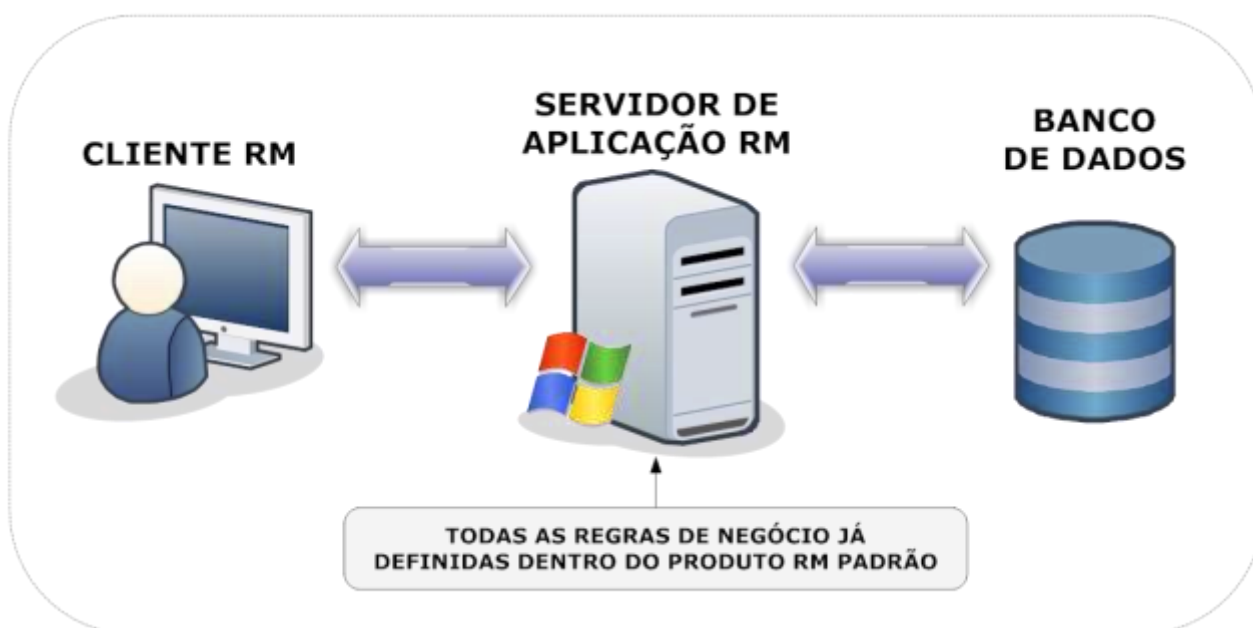 CLIENTE RM
SERVIDOR DE
APLICAÇÃO RM
BANCO
DE DADOS
TODAS AS REGRAS DE NEGÓCIO JÁ
DEFINIDAS DENTRO DO PRODUTO RM PADRÃO